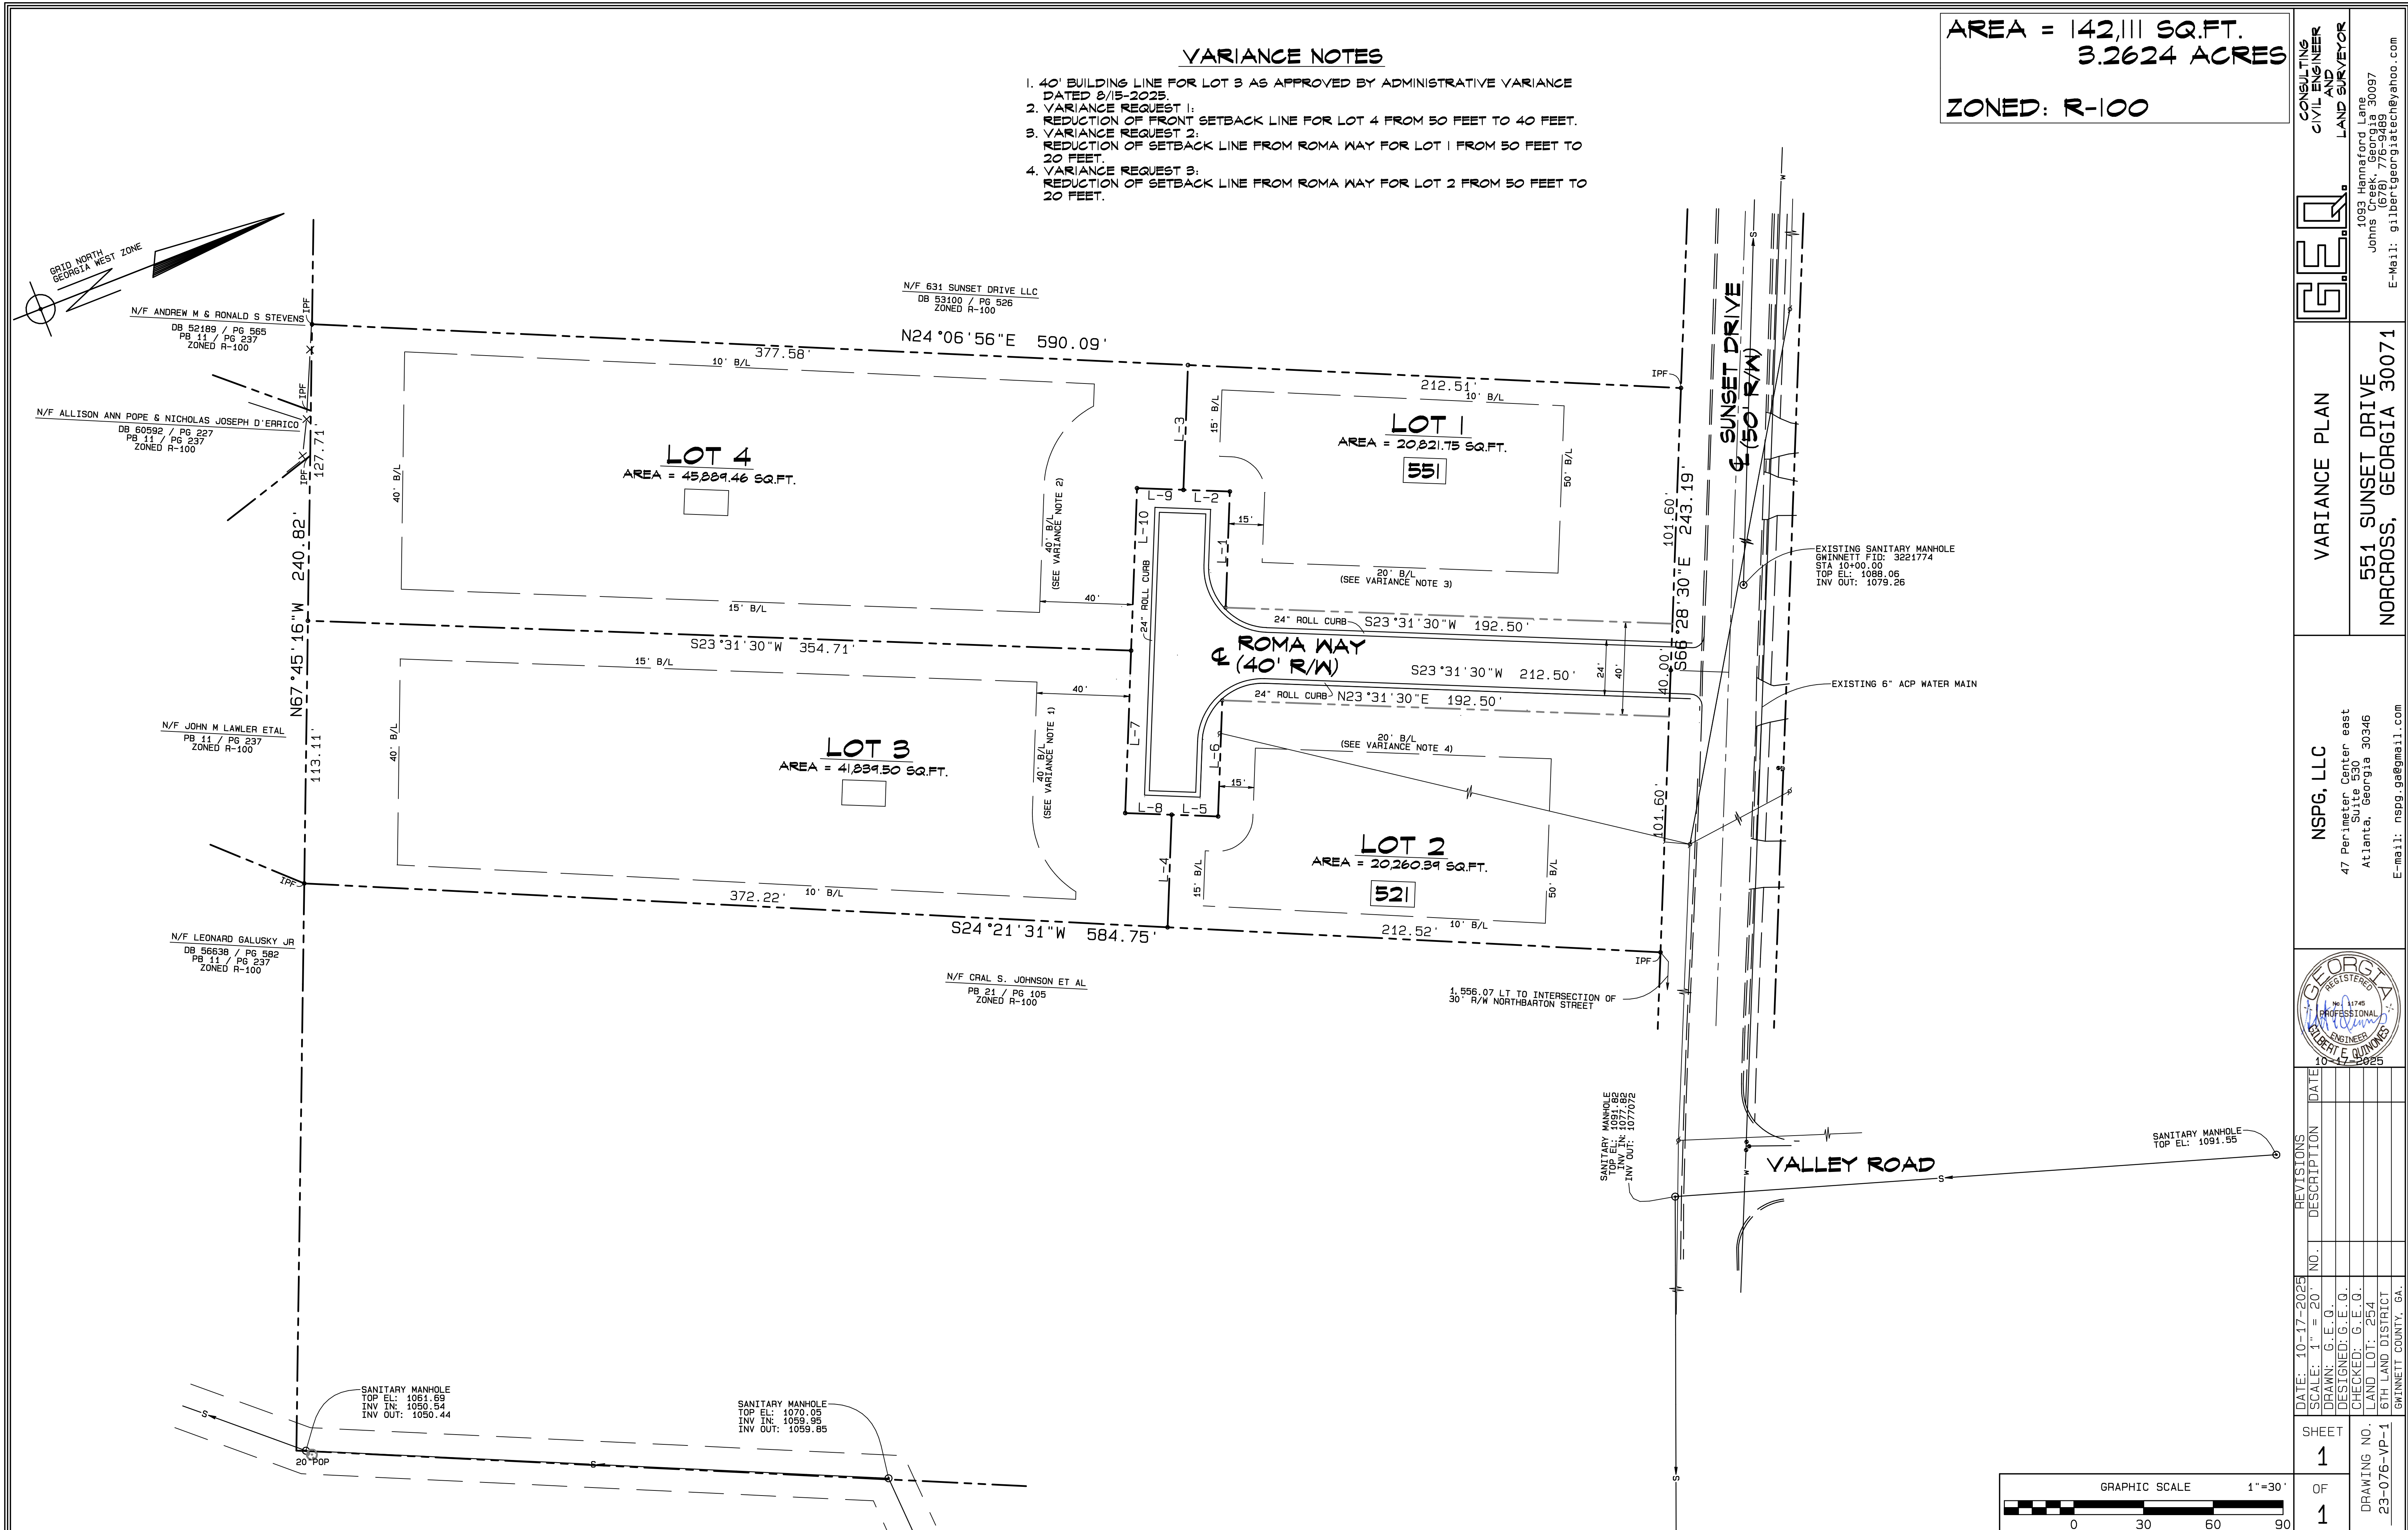 VARIANCE NOTES
1. 40' BUILDING LINE FOR LOT 3 AS APPROVED BY ADMINISTRATIVE VARIANCE
DATED 8/15-2025.
2. VARIANCE REQUEST 1:
REDUCTION OF FRONT SETBACK LINE FOR LOT 4 FROM 50 FEET TO 40 FEET.
3. VARIANCE REQUEST 2:
REDUCTION OF SETBACK LINE FROM ROMA WAY FOR LOT 1 FROM 50 FEET TO
20 FEET.
4. VARIANCE REQUEST 3:
REDUCTION OF SETBACK LINE FROM ROMA WAY FOR LOT 2 FROM 50 FEET TO
20 FEET.
AREA = 142,111 SQ.FT.
3.2624 ACRES
ZONED: R-100
GRID NORTH
GEORGIA WEST ZONE
N/F ANDREW M & RONALD S STEVENS
DB 52189 / PG 565
PB 11 / PG 237
ZONED R-100
N/F ALLISON ANN POPE & NICHOLAS JOSEPH D'ERRICO
DB 60592 / PG 227
PB 11 / PG 237
ZONED R-100
N/F JOHN M LAWLER ETAL
PB 11 / PG 237
ZONED R-100
N/F LEONARD GALUSKY JR
DB 56638 / PG 582
PB 11 / PG 237
ZONED R-100
IPF
IPF
IPF
IPF
127.71'
N67°45'16"W 240.82'
113.11'
N/F 631 SUNSET DRIVE LLC
DB 53100 / PG 526
ZONED R-100
N24°06'56"E 590.09'
377.58'
10' B/L
212.51'
10' B/L
IPF
LOT 4
AREA = 45,889.46 SQ.FT.
40' B/L
40' B/L
(SEE VARIANCE NOTE 2)
15' B/L
40'
S23°31'30"W 354.71'
15' B/L
40'
LOT 3
AREA = 41,839.50 SQ.FT.
40' B/L
40' B/L
(SEE VARIANCE NOTE 1)
372.22'
10' B/L
LOT 1
AREA = 20,821.75 SQ.FT.
551
15' B/L
50' B/L
15'
20' B/L
(SEE VARIANCE NOTE 3)
L-3
L-9
L-2
L-10
L-1
24" ROLL CURB
24" ROLL CURB
S23°31'30"W 192.50'
ROMA WAY
(40' R/W)
S23°31'30"W 212.50'
24" ROLL CURB
N23°31'30"E 192.50'
24'
40'
L-7
L-6
L-8
L-5
L-4
15'
20' B/L
(SEE VARIANCE NOTE 4)
LOT 2
AREA = 20,260.39 SQ.FT.
521
15' B/L
50' B/L
10' B/L
212.52'
S24°21'31"W 584.75'
IPF
N/F CRAL S. JOHNSON ET AL
PB 21 / PG 105
ZONED R-100
1,556.07 LT TO INTERSECTION OF
30' R/W NORTHBARTON STREET
101.60'
S66°28'30"E 243.19'
40.00'
101.60'
SUNSET DRIVE
(50' R/W)
S
W
EXISTING SANITARY MANHOLE
GWINNETT FID: 3221774
STA 10+00.00
TOP EL: 1088.06
INV OUT: 1079.26
EXISTING 6" ACP WATER MAIN
SANITARY MANHOLE
TOP EL: 1091.82
INV IN: 1077.82
INV OUT: 1077072
W
VALLEY ROAD
S
SANITARY MANHOLE
TOP EL: 1091.55
S
SANITARY MANHOLE
TOP EL: 1061.69
INV IN: 1050.54
INV OUT: 1050.44
SANITARY MANHOLE
TOP EL: 1070.05
INV IN: 1059.95
INV OUT: 1059.85
S
S
20 POP
GRAPHIC SCALE 1"=30'
0 30 60 90
CONSULTING
CIVIL ENGINEER
AND
LAND SURVEYOR
G.E.Q.
1093 Hannaford Lane
Johns Creek, Georgia 30097
(678) 776-9489
E-Mail: gilbertgeorgiatech@yahoo.com
VARIANCE PLAN
551 SUNSET DRIVE
NORCROSS, GEORGIA 30071
NSPG, LLC
47 Perimeter Center east
Suite 530
Atlanta, Georgia 30346
E-mail: nspg.ga@gmail.com
GEORGIA
REGISTERED
No. 11745
PROFESSIONAL
ENGINEER
GILBERT E QUINONES
10-17-2025
REVISIONS
NO. DESCRIPTION DATE
DATE: 10-17-2025
SCALE: 1" = 20'
DRAWN: G.E.Q.
DESIGNED: G.E.Q.
CHECKED: G.E.Q.
LAND LOT: 254
6TH LAND DISTRICT
GWINNETT COUNTY, GA.
SHEET
1
OF
1
DRAWING NO.
23-076-VP-1